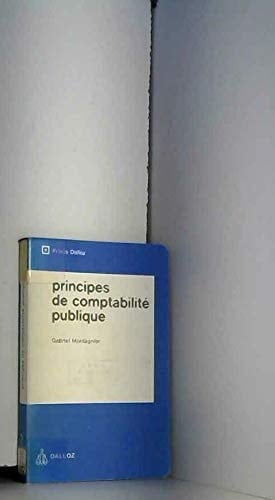 Précis Dalloz
principes
de comptabilité
publique
Gabriel Montagnier
DALLOZ